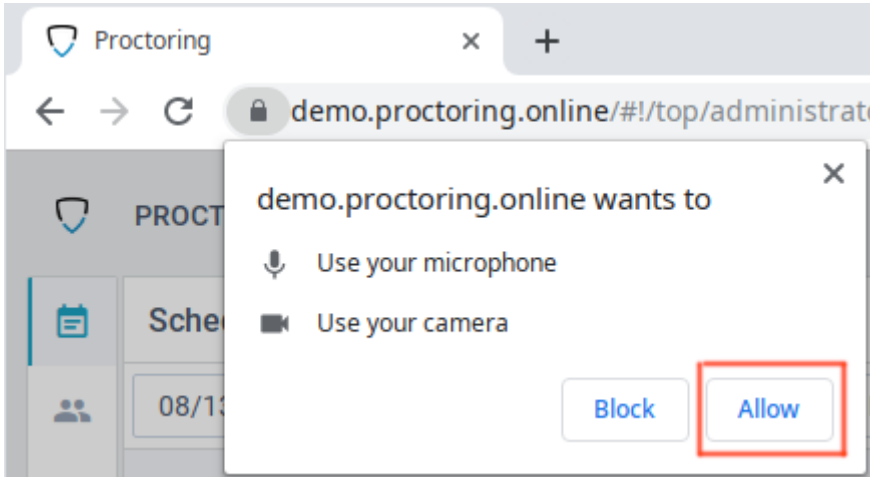 Proctoring
demo.proctoring.online/#!/top/administrat
demo.proctoring.online wants to
PROCT
Use your microphone
Sche
Use your camera
08/13
Block Allow